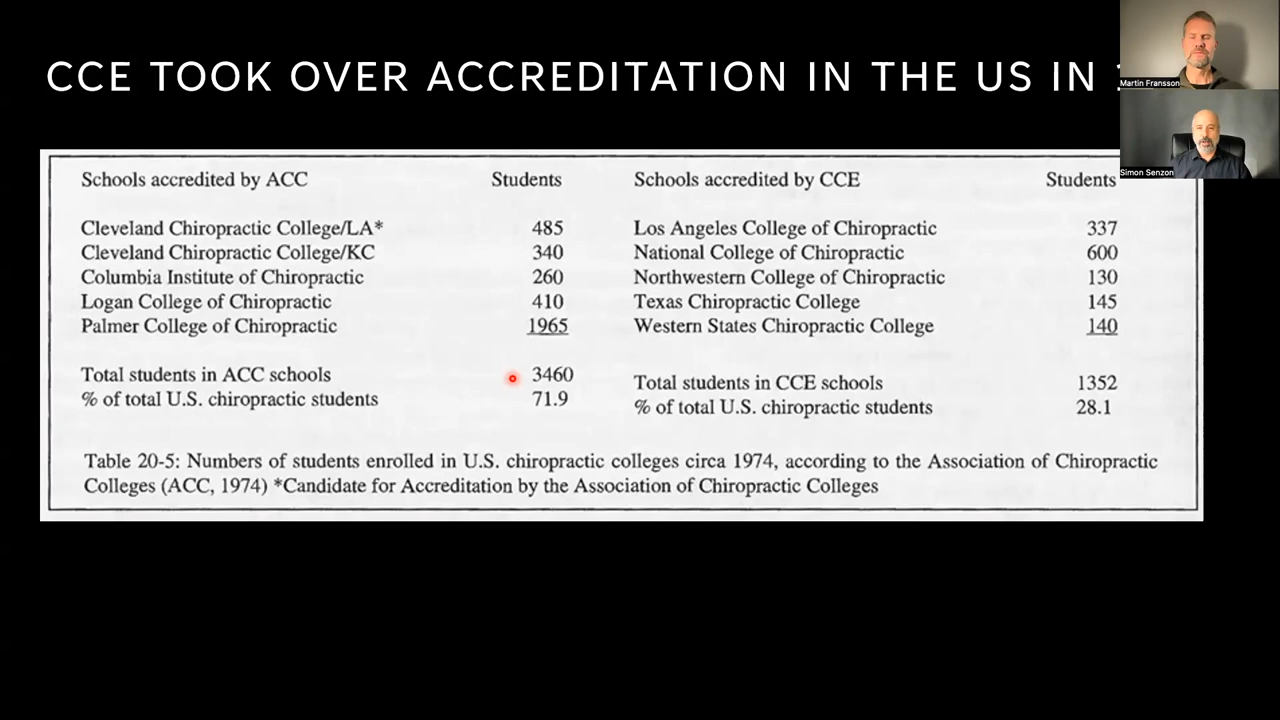 CCE TOOK OVER ACCREDITATION IN THE US IN
Martin Fransson
Simon Senzon
Schools accredited by ACC Students Schools accredited by CCE Students
Cleveland Chiropractic College/LA* 485 Los Angeles College of Chiropractic 337
Cleveland Chiropractic College/KC 340 National College of Chiropractic 600
Columbia Institute of Chiropractic 260 Northwestern College of Chiropractic 130
Logan College of Chiropractic 410 Texas Chiropractic College 145
Palmer College of Chiropractic 1965 Western States Chiropractic College 140
Total students in ACC schools 3460 Total students in CCE schools 1352
% of total U.S. chiropractic students 71.9 % of total U.S. chiropractic students 28.1
Table 20-5: Numbers of students enrolled in U.S. chiropractic colleges circa 1974, according to the Association of Chiropractic
Colleges (ACC, 1974) *Candidate for Accreditation by the Association of Chiropractic Colleges